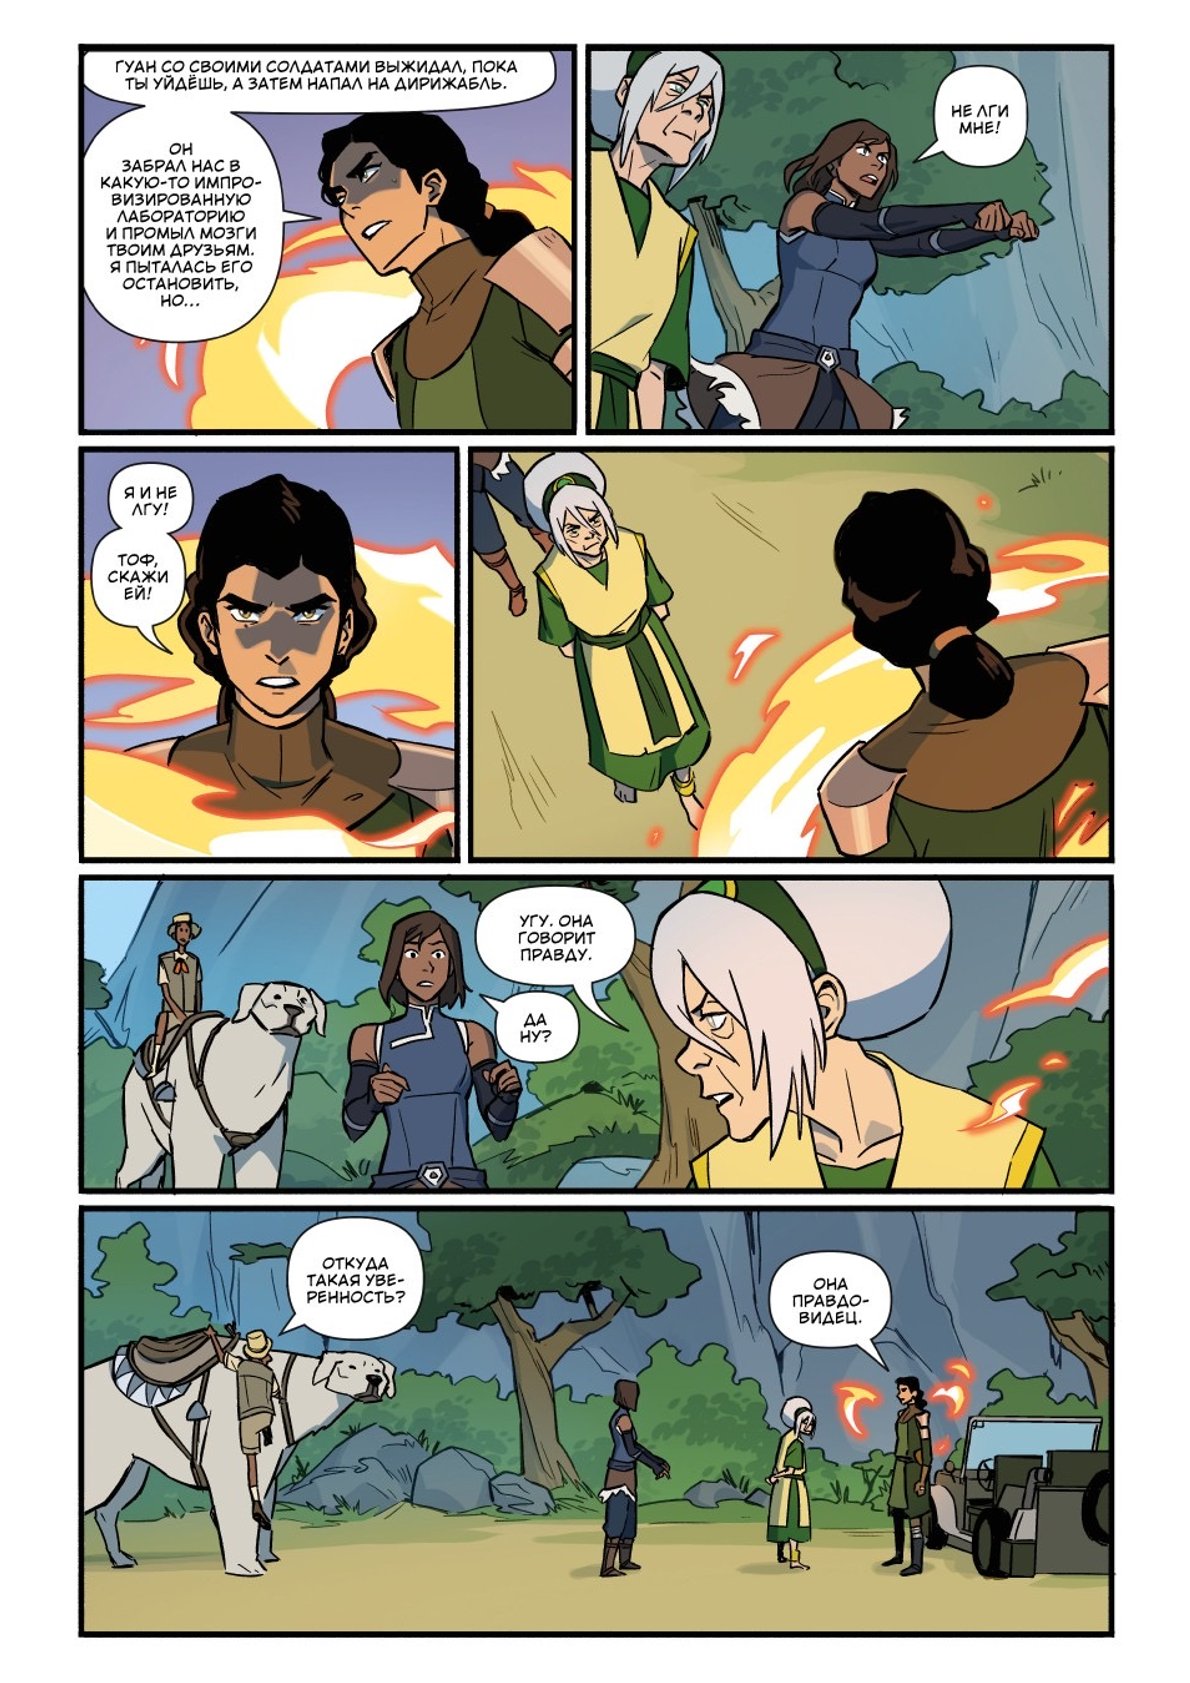 ГУАН СО СВОИМИ СОЛДАТАМИ ВЫЖИДАЛ, ПОКА
ТЫ УЙДЁШЬ, А ЗАТЕМ НАПАЛ НА ДИРИЖАБЛЬ.
ОН
ЗАБРАЛ НАС В
КАКУЮ-ТО ИМПРО-
ВИЗИРОВАННУЮ
ЛАБОРАТОРИЮ
И ПРОМЫЛ МОЗГИ
ТВОИМ ДРУЗЬЯМ.
Я ПЫТАЛАСЬ ЕГО
ОСТАНОВИТЬ,
НО...
НЕ ЛГИ
МНЕ!
Я И НЕ
ЛГУ!
ТОФ,
СКАЖИ
ЕЙ!
УГУ. ОНА
ГОВОРИТ
ПРАВДУ.
ДА
НУ?
ОТКУДА
ТАКАЯ УВЕ-
РЕННОСТЬ?
ОНА
ПРАВДО-
ВИДЕЦ.